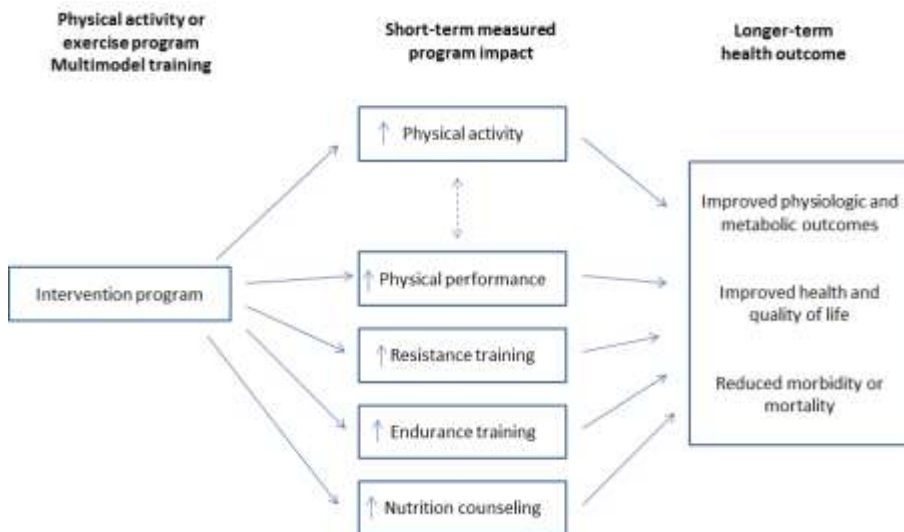 Physical activity or
exercise program
Multimodel training
Short-term measured
program impact
Longer-term
health outcome
Intervention program
↑ Physical activity
↑ Physical performance
↑ Resistance training
↑ Endurance training
↑ Nutrition counseling
Improved physiologic and
metabolic outcomes
Improved health and
quality of life
Reduced morbidity or
mortality